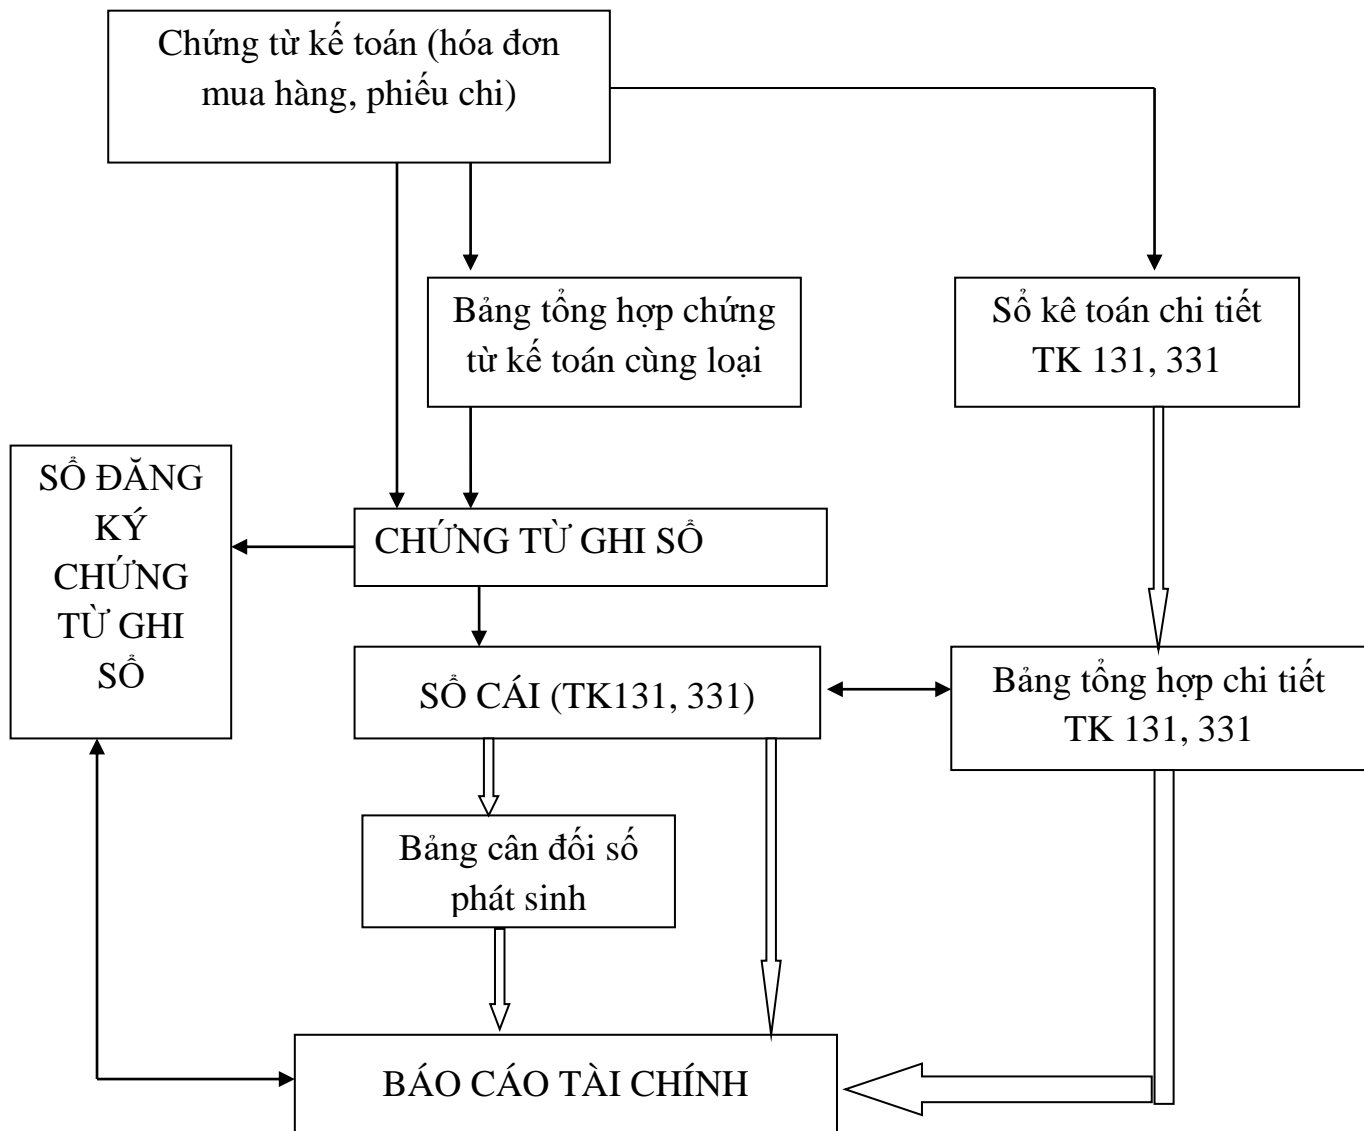 Chứng từ kế toán (hóa đơn
mua hàng, phiếu chi)
Bảng tổng hợp chứng
từ kế toán cùng loại
Sổ kê toán chi tiết
TK 131, 331
SỔ ĐĂNG
KÝ
CHỨNG
TỪ GHI
SỔ
CHỨNG TỪ GHI SỔ
SỔ CÁI (TK131, 331)
Bảng tổng hợp chi tiết
TK 131, 331
Bảng cân đối số
phát sinh
BÁO CÁO TÀI CHÍNH